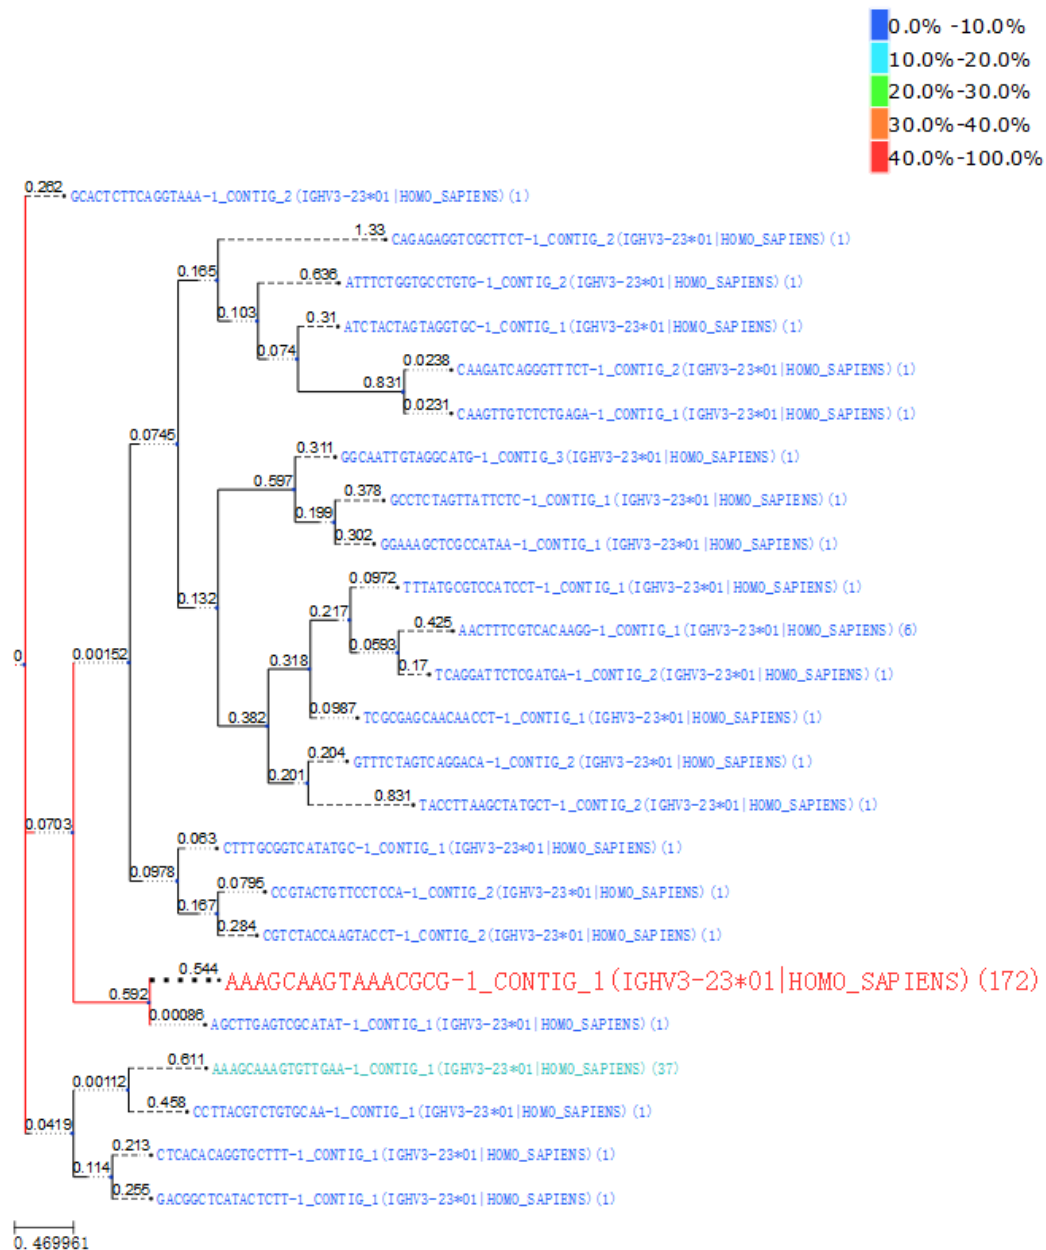 0.0% -10.0%
10.0%-20.0%
20.0%-30.0%
30.0%-40.0%
40.0%-100.0%
0.262
GCACTCTTCAGGTAAA-1_CONTIG_2(IGHV3-23*01|HOMO_SAPIENS)(1)
1.33
CAGAGAGGTCGCTTCT-1_CONTIG_2(IGHV3-23*01|HOMO_SAPIENS)(1)
0.165
0.636
ATTTCTGGTGCCTGTG-1_CONTIG_2(IGHV3-23*01|HOMO_SAPIENS)(1)
0.103
0.31
ATCTACTAGTAGGTGC-1_CONTIG_1(IGHV3-23*01|HOMO_SAPIENS)(1)
0.074
0.0238
CAAGATCAGGGTTTCT-1_CONTIG_2(IGHV3-23*01|HOMO_SAPIENS)(1)
0.831
0.0231
CAAGTTGTCTCTGAGA-1_CONTIG_1(IGHV3-23*01|HOMO_SAPIENS)(1)
0.0745
0.311
GGCAATTGTAGGCATG-1_CONTIG_3(IGHV3-23*01|HOMO_SAPIENS)(1)
0.597
0.378
GCCTCTAGTTATTCTC-1_CONTIG_1(IGHV3-23*01|HOMO_SAPIENS)(1)
0.199
0.302
GGAAAGCTCGCCATAA-1_CONTIG_1(IGHV3-23*01|HOMO_SAPIENS)(1)
0.0972
TTTATGCGTCCATCCT-1_CONTIG_1(IGHV3-23*01|HOMO_SAPIENS)(1)
0.132
0.217
0.425
AACTTTCGTCACAAGG-1_CONTIG_1(IGHV3-23*01|HOMO_SAPIENS)(6)
0.0593
0.17
TCAGGATTCTCGATGA-1_CONTIG_2(IGHV3-23*01|HOMO_SAPIENS)(1)
0
0.00152
0.318
0.0987
TCGCGAGCAACAACCT-1_CONTIG_1(IGHV3-23*01|HOMO_SAPIENS)(1)
0.382
0.204
GTTTCTAGTCAGGACA-1_CONTIG_2(IGHV3-23*01|HOMO_SAPIENS)(1)
0.201
0.831
TACCTTAAGCTATGCT-1_CONTIG_2(IGHV3-23*01|HOMO_SAPIENS)(1)
0.0703
0.063
CTTTGCGGTCATATGC-1_CONTIG_1(IGHV3-23*01|HOMO_SAPIENS)(1)
0.0978
0.0795
CCGTACTGTTCCTCCA-1_CONTIG_2(IGHV3-23*01|HOMO_SAPIENS)(1)
0.167
0.284
CGTCTACCAAGTACCT-1_CONTIG_2(IGHV3-23*01|HOMO_SAPIENS)(1)
0.544
AAAGCAAGTAAACGCG-1_CONTIG_1(IGHV3-23*01|HOMO_SAPIENS)(172)
0.592
0.00086
AGCTTGAGTCGCATAT-1_CONTIG_1(IGHV3-23*01|HOMO_SAPIENS)(1)
0.611
AAAGCAAAGTGTTGAA-1_CONTIG_1(IGHV3-23*01|HOMO_SAPIENS)(37)
0.00112
0.458
CCTTACGTCTGTGCAA-1_CONTIG_1(IGHV3-23*01|HOMO_SAPIENS)(1)
0.0419
0.213
CTCACACAGGTGCTTT-1_CONTIG_1(IGHV3-23*01|HOMO_SAPIENS)(1)
0.114
0.255
GACGGCTCATACTCTT-1_CONTIG_1(IGHV3-23*01|HOMO_SAPIENS)(1)
0.469961